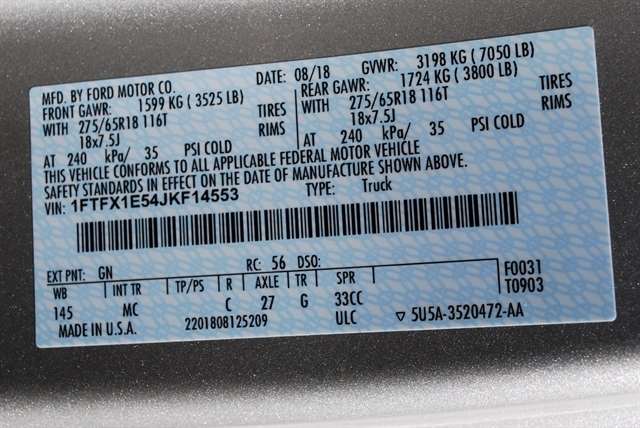 MFD. BY FORD MOTOR CO. DATE: 08/18 GVWR: 3198 KG (7050 LB)
FRONT GAWR: 1599 KG (3525 LB) REAR GAWR: 1724 KG (3800 LB)
WITH 275/65R18 116T TIRES WITH 275/65R18 116T TIRES
18x7.5J RIMS 18x7.5J RIMS
AT 240 kPa/ 35 PSI COLD AT 240 kPa/ 35 PSI COLD
THIS VEHICLE CONFORMS TO ALL APPLICABLE FEDERAL MOTOR VEHICLE
SAFETY STANDARDS IN EFFECT ON THE DATE OF MANUFACTURE SHOWN ABOVE.
VIN: 1FTFX1E54JKF14553 TYPE: Truck
EXT PNT: GN RC: 56 DSO: F0031
WB INT TR TP/PS R AXLE TR SPR T0903
145 MC C 27 G 33CC
MADE IN U.S.A. 2201808125209 ULC ▽ 5U5A-3520472-AA